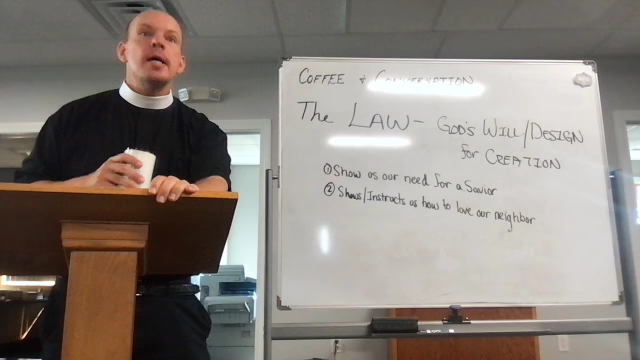 COFFEE + CONVERSATION
The LAW - GOD'S WILL/DESIGN
for CREATION
① Show us our need for a Savior
② Shows/Instructs us how to love our neighbor